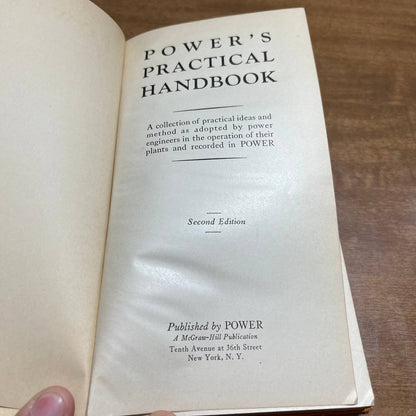 POWER'S
PRACTICAL
HANDBOOK
A collection of practical ideas and
method as adopted by power
engineers in the operation of their
plants and recorded in POWER
Second Edition
Published by POWER
A McGraw-Hill Publication
Tenth Avenue at 36th Street
New York, N. Y.